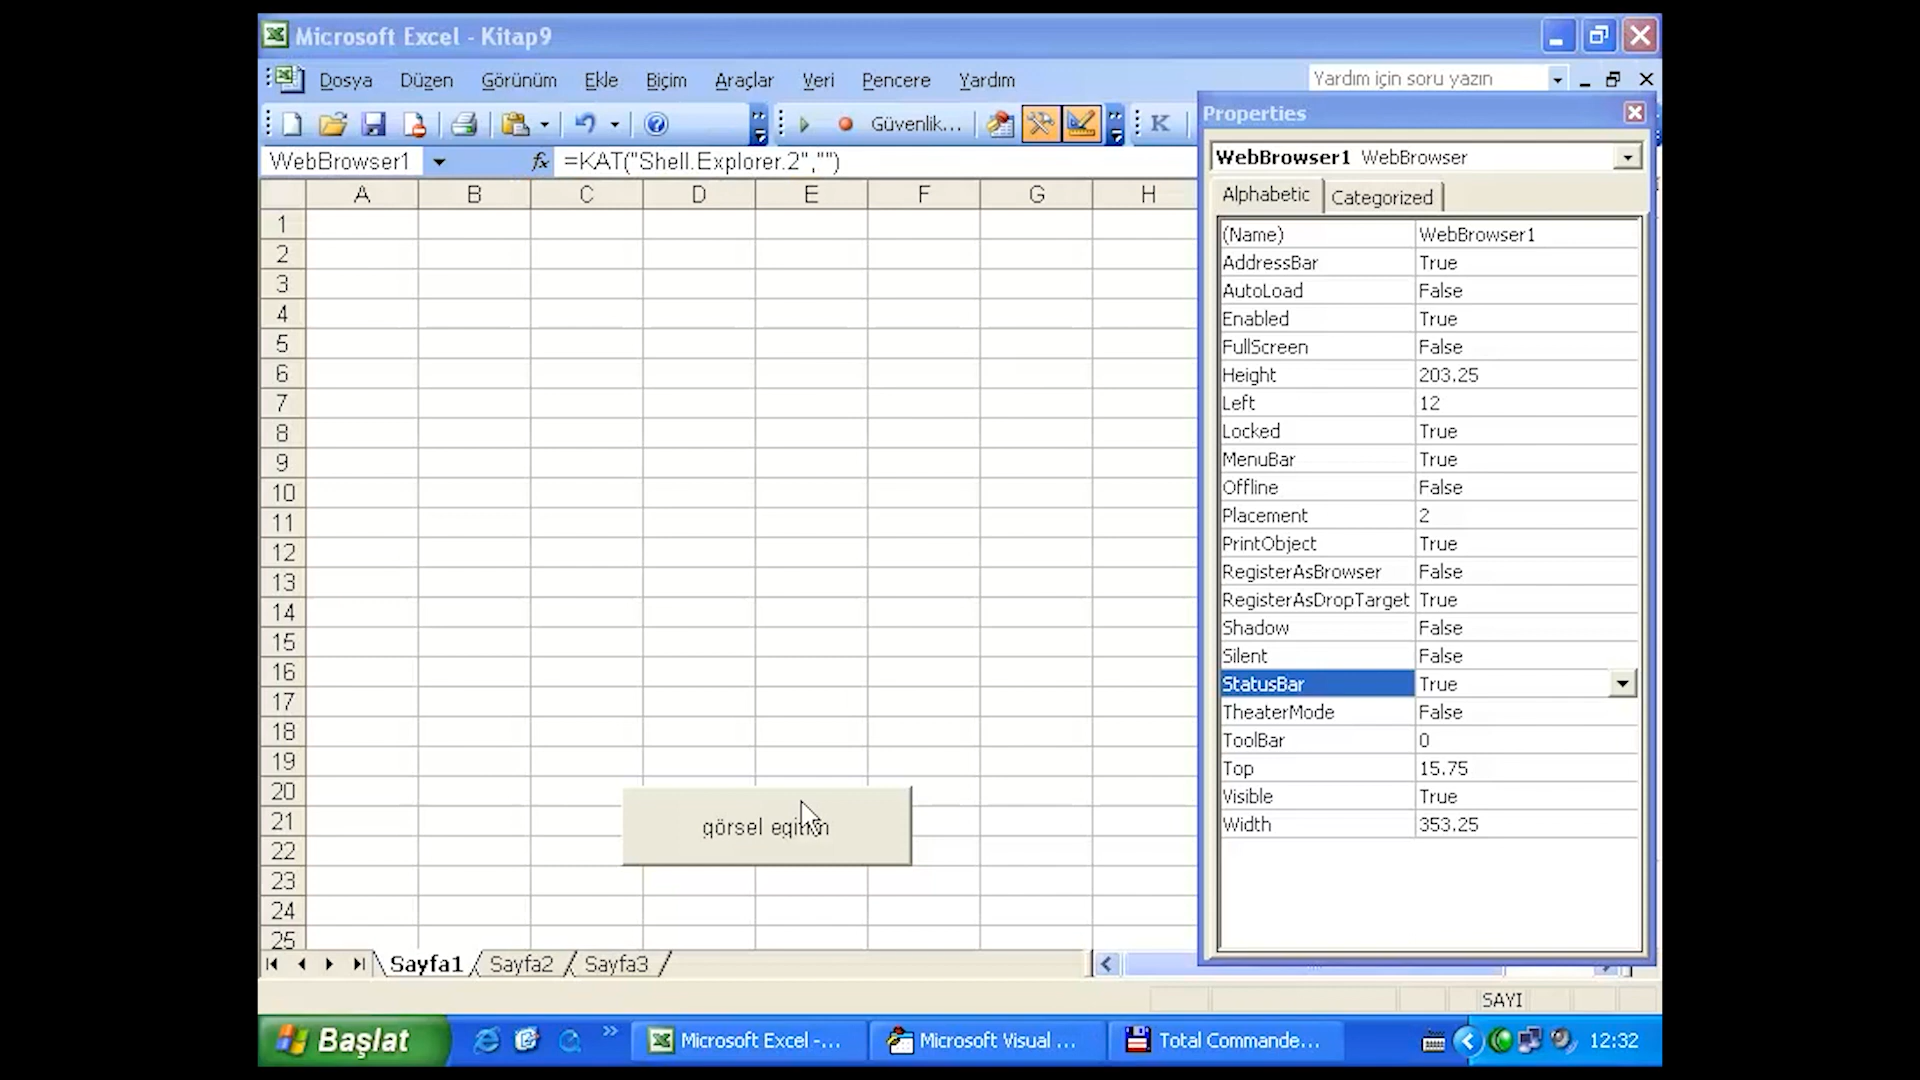 Microsoft Excel - Kitap9
Dosya Düzen Görünüm Ekle Biçim Araçlar Veri Pencere Yardım
Yardım için soru yazın
Güvenlik...
K
WebBrowser1
fx =KAT("Shell.Explorer.2","")
A B C D E F G H
1
2
3
4
5
6
7
8
9
10
11
12
13
14
15
16
17
18
19
20
21
22
23
24
25
görsel egitim
Properties
WebBrowser1 WebBrowser
Alphabetic Categorized
(Name) WebBrowser1
AddressBar True
AutoLoad False
Enabled True
FullScreen False
Height 203.25
Left 12
Locked True
MenuBar True
Offline False
Placement 2
PrintObject True
RegisterAsBrowser False
RegisterAsDropTarget True
Shadow False
Silent False
StatusBar True
TheaterMode False
ToolBar 0
Top 15.75
Visible True
Width 353.25
Sayfa1 Sayfa2 Sayfa3
SAYI
Başlat
»
Microsoft Excel -...
Microsoft Visual ...
Total Commande...
12:32